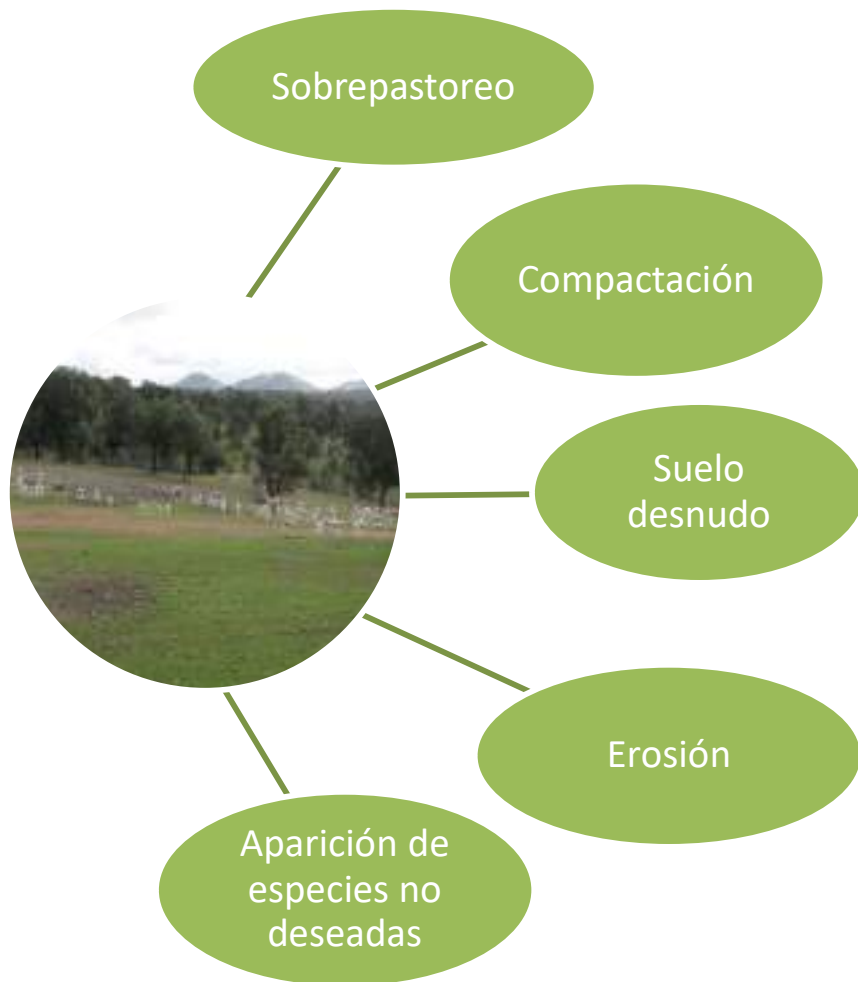 Sobrepastoreo
Compactación
Suelo
desnudo
Erosión
Aparición de
especies no
deseadas